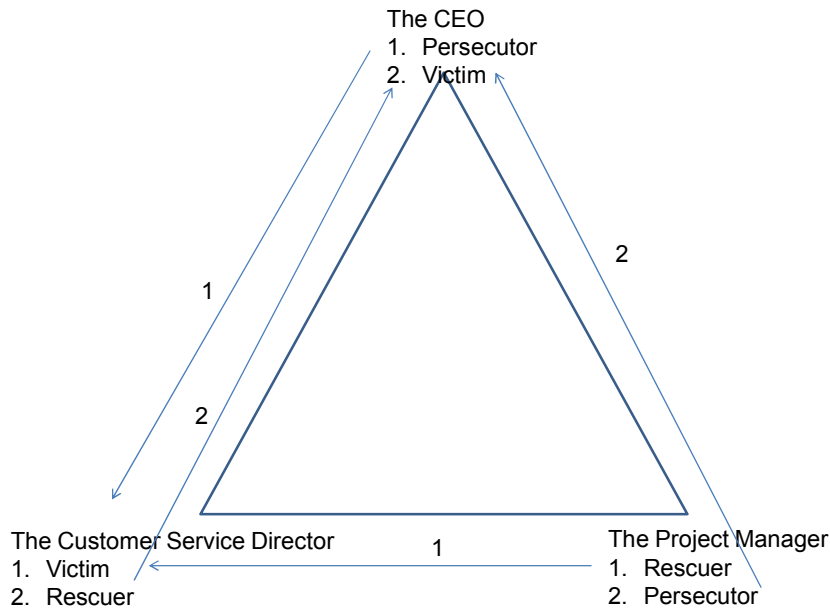 The CEO
1. Persecutor
2. Victim
2
1
2
The Customer Service Director
1. Victim
2. Rescuer
1
The Project Manager
1. Rescuer
2. Persecutor